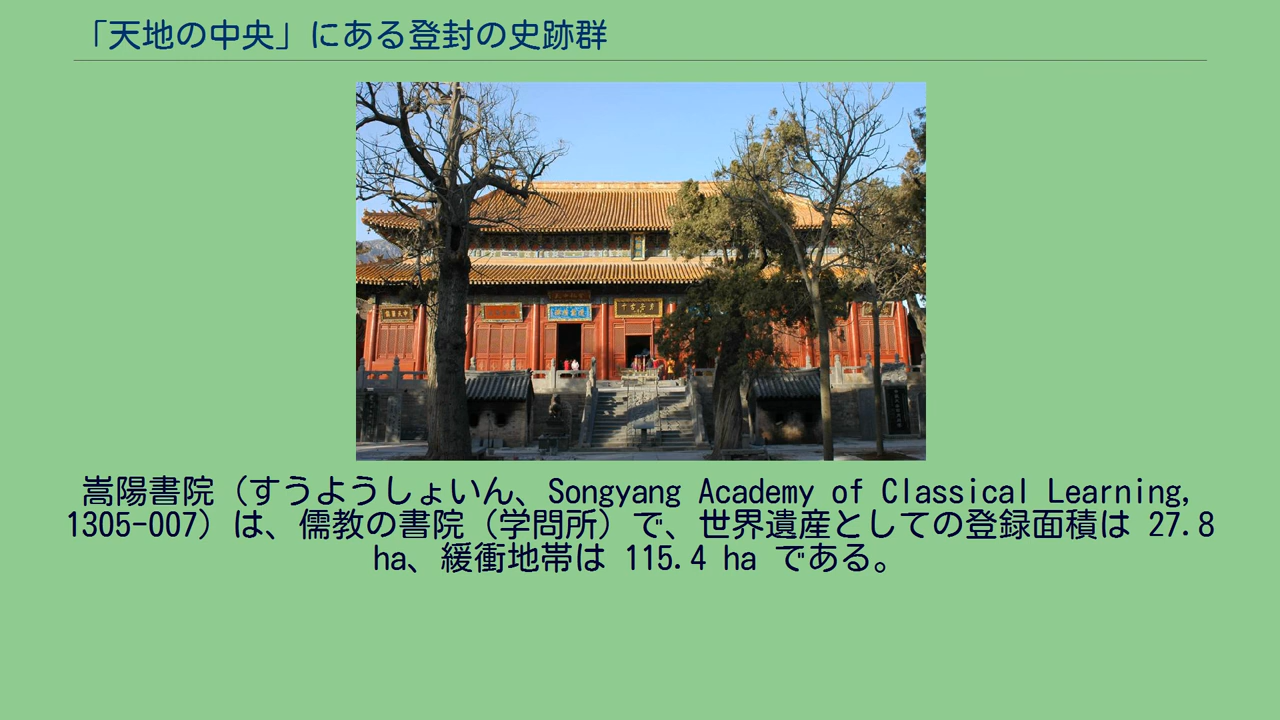 「天地の中央」にある登封の史跡群
嵩陽書院（すうようしょいん、Songyang Academy of Classical Learning,
1305-007）は、儒教の書院（学問所）で、世界遺産としての登録面積は 27.8
ha、緩衝地帯は 115.4 ha である。